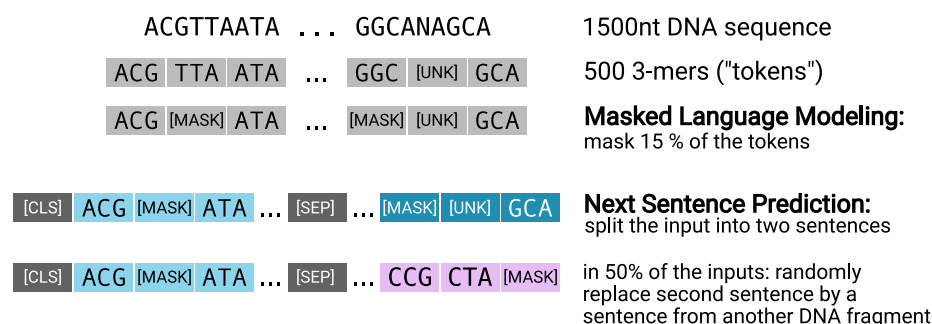 ACGTTAATA ... GGCANAGCA 1500nt DNA sequence
ACG TTA ATA ... GGC [UNK] GCA 500 3-mers ("tokens")
ACG [MASK] ATA ... [MASK] [UNK] GCA Masked Language Modeling:
mask 15 % of the tokens
[CLS] ACG [MASK] ATA ... [SEP] ... [MASK] [UNK] GCA Next Sentence Prediction:
split the input into two sentences
[CLS] ACG [MASK] ATA ... [SEP] ... CCG CTA [MASK] in 50% of the inputs: randomly
replace second sentence by a
sentence from another DNA fragment